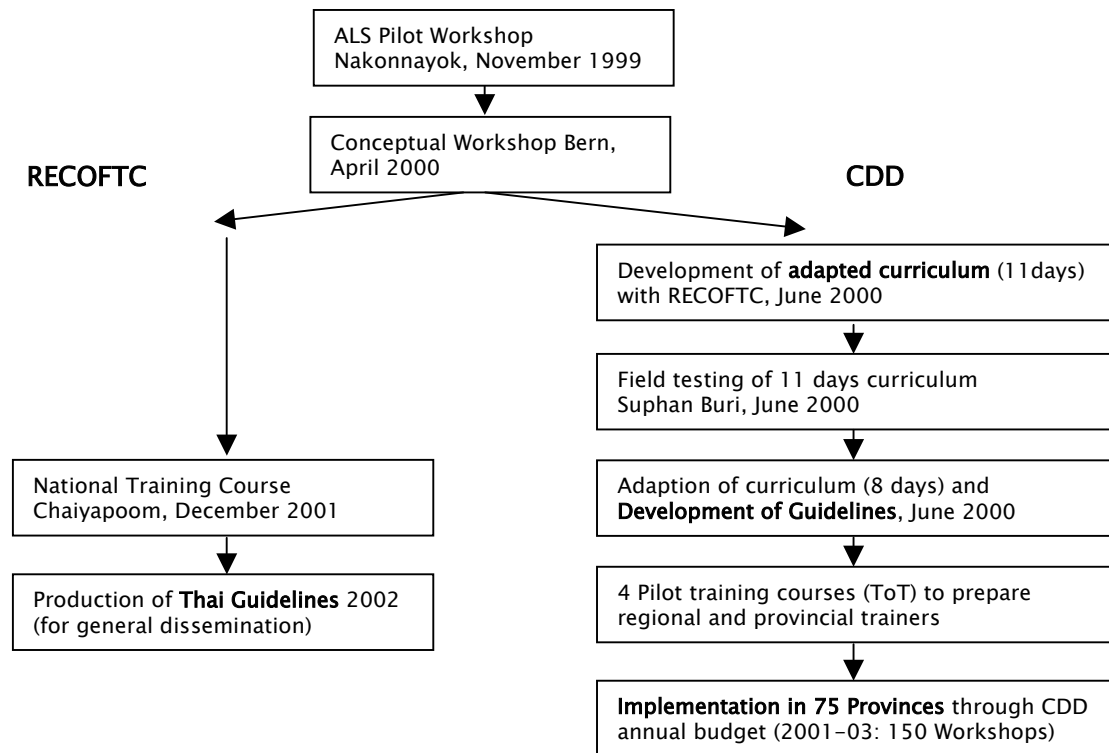 ALS Pilot Workshop
Nakonnayok, November 1999
Conceptual Workshop Bern,
April 2000
RECOFTC
National Training Course
Chaiyapoom, December 2001
Production of Thai Guidelines 2002
(for general dissemination)
CDD
Development of adapted curriculum (11days)
with RECOFTC, June 2000
Field testing of 11 days curriculum
Suphan Buri, June 2000
Adaption of curriculum (8 days) and
Development of Guidelines, June 2000
4 Pilot training courses (ToT) to prepare
regional and provincial trainers
Implementation in 75 Provinces through CDD
annual budget (2001-03: 150 Workshops)